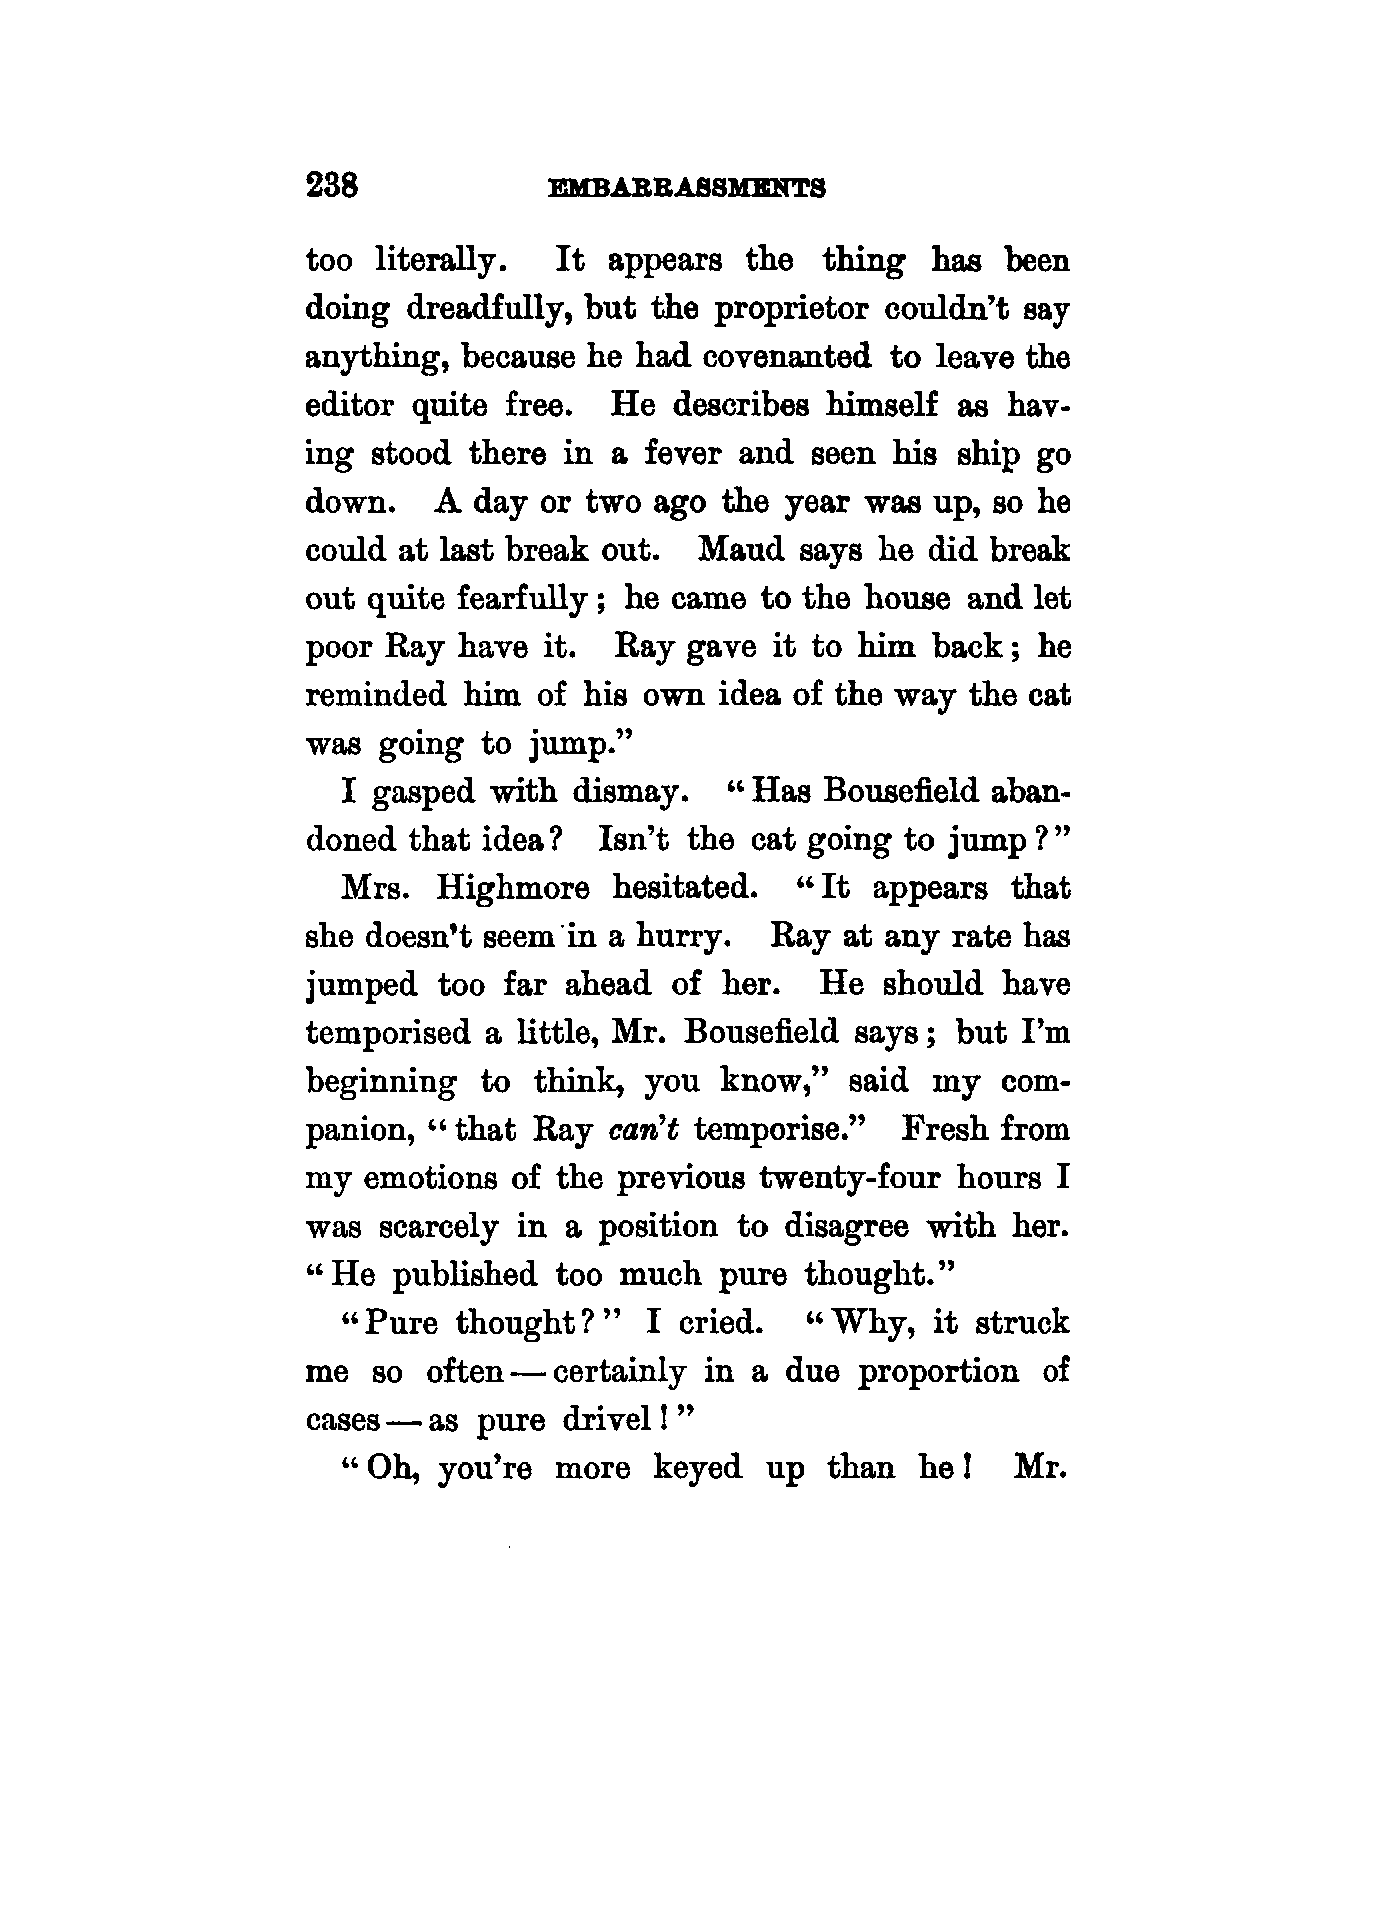 238 EMBARRASSMENTS
too literally. It appears the thing has been
doing dreadfully, but the proprietor couldn't say
anything, because he had covenanted to leave the
editor quite free. He describes himself as hav-
ing stood there in a fever and seen his ship go
down. A day or two ago the year was up, so he
could at last break out. Maud says he did break
out quite fearfully; he came to the house and let
poor Ray have it. Ray gave it to him back; he
reminded him of his own idea of the way the cat
was going to jump."
I gasped with dismay. "Has Bousefield aban-
doned that idea? Isn't the cat going to jump?"
Mrs. Highmore hesitated. "It appears that
she doesn't seem in a hurry. Ray at any rate has
jumped too far ahead of her. He should have
temporised a little, Mr. Bousefield says; but I'm
beginning to think, you know," said my com-
panion, "that Ray can't temporise." Fresh from
my emotions of the previous twenty-four hours I
was scarcely in a position to disagree with her.
"He published too much pure thought."
"Pure thought?" I cried. "Why, it struck
me so often — certainly in a due proportion of
cases — as pure drivel!"
"Oh, you're more keyed up than he! Mr.